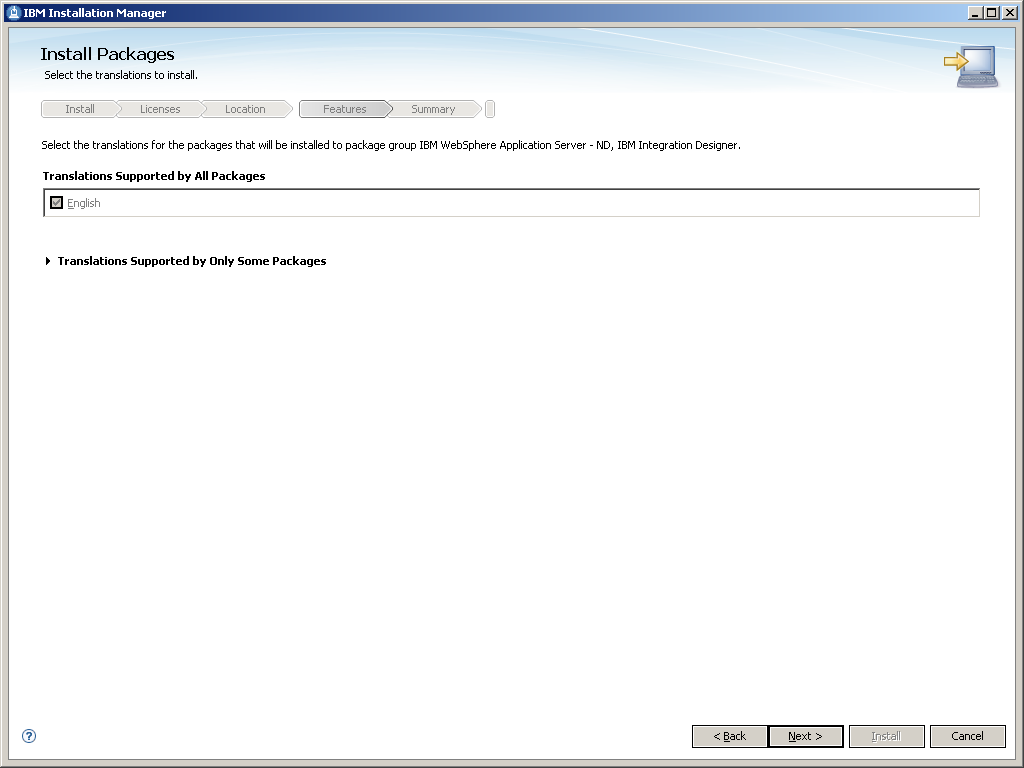 IBM Installation Manager
Install Packages
Select the translations to install.
Install Licenses Location Features Summary
Select the translations for the packages that will be installed to package group IBM WebSphere Application Server - ND, IBM Integration Designer.
Translations Supported by All Packages
English
Translations Supported by Only Some Packages
?
< Back Next > Install Cancel